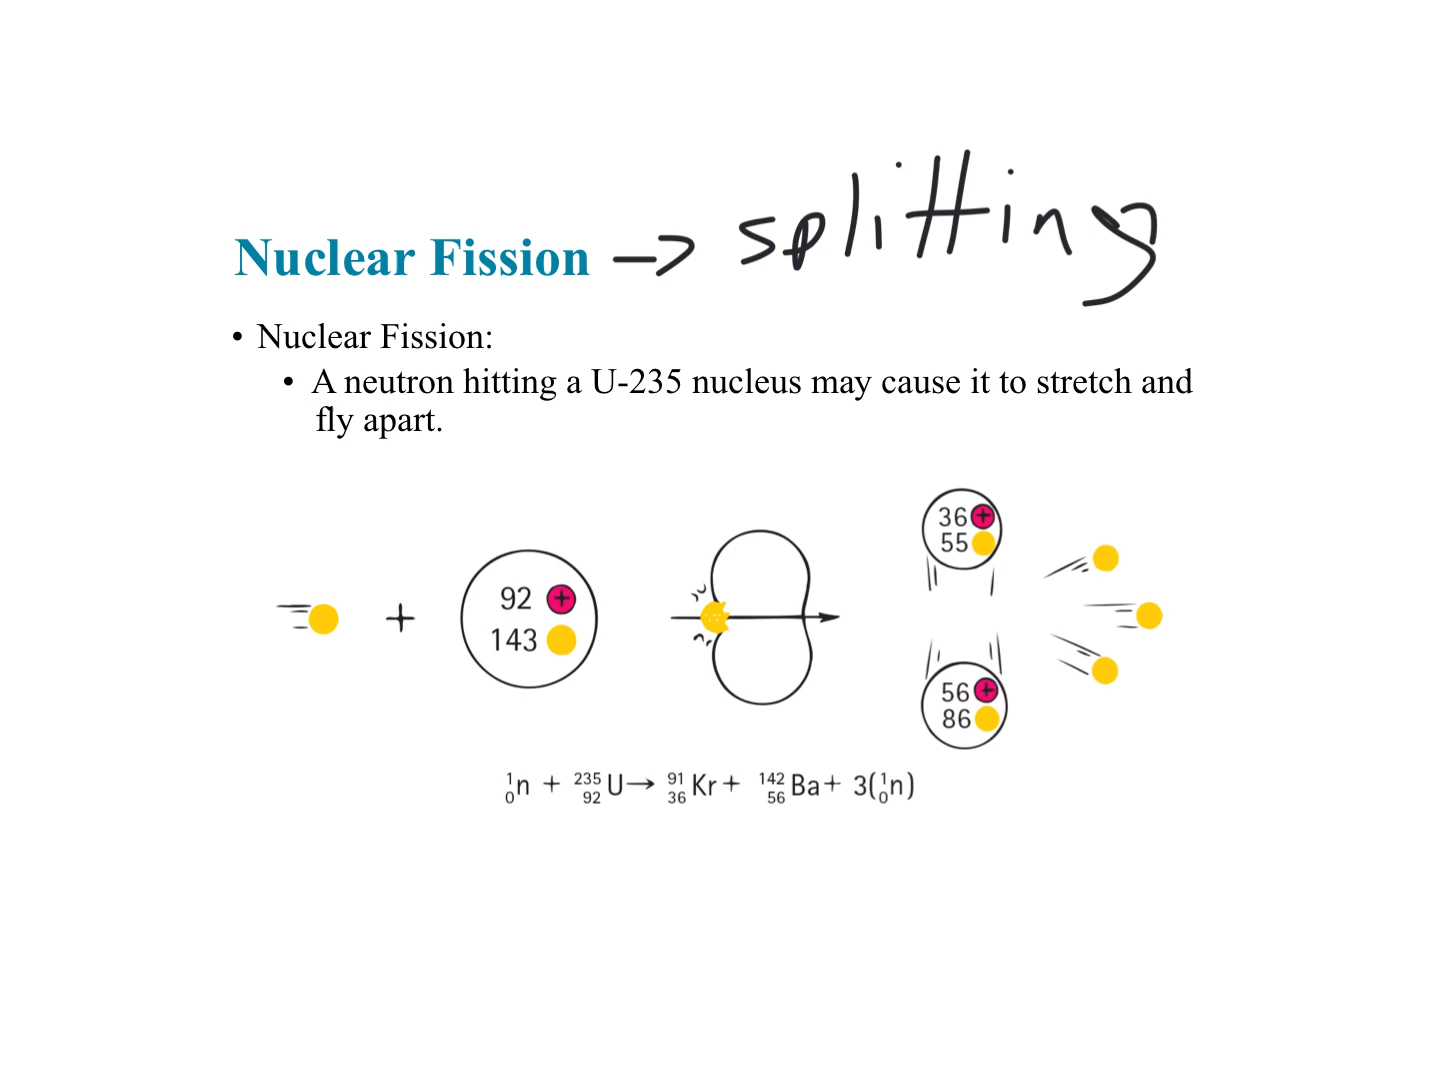 Nuclear Fission -> splitting
• Nuclear Fission:
• A neutron hitting a U-235 nucleus may cause it to stretch and
fly apart.
36 +
55
+ 92 +
143
56 +
86
¹₀n + ²³⁵₉₂U→ ⁹¹₃₆Kr + ¹⁴²₅₆Ba + 3(¹₀n)